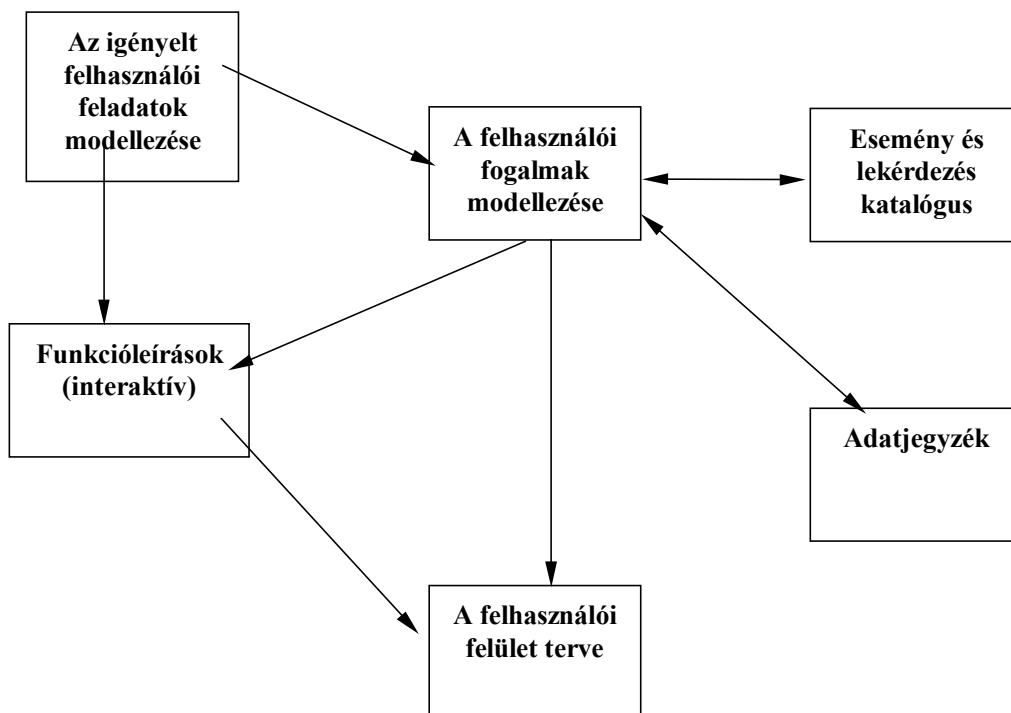 Az igényelt
felhasználói
feladatok
modellezése
A felhasználói
fogalmak
modellezése
Esemény és
lekérdezés
katalógus
Funkcióleírások
(interaktív)
Adatjegyzék
A felhasználói
felület terve